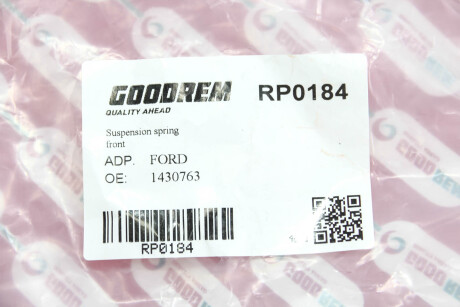 GOODREM
QUALITY AHEAD
RP0184
Suspension spring
front
ADP. FORD
OE: 1430763
RP0184